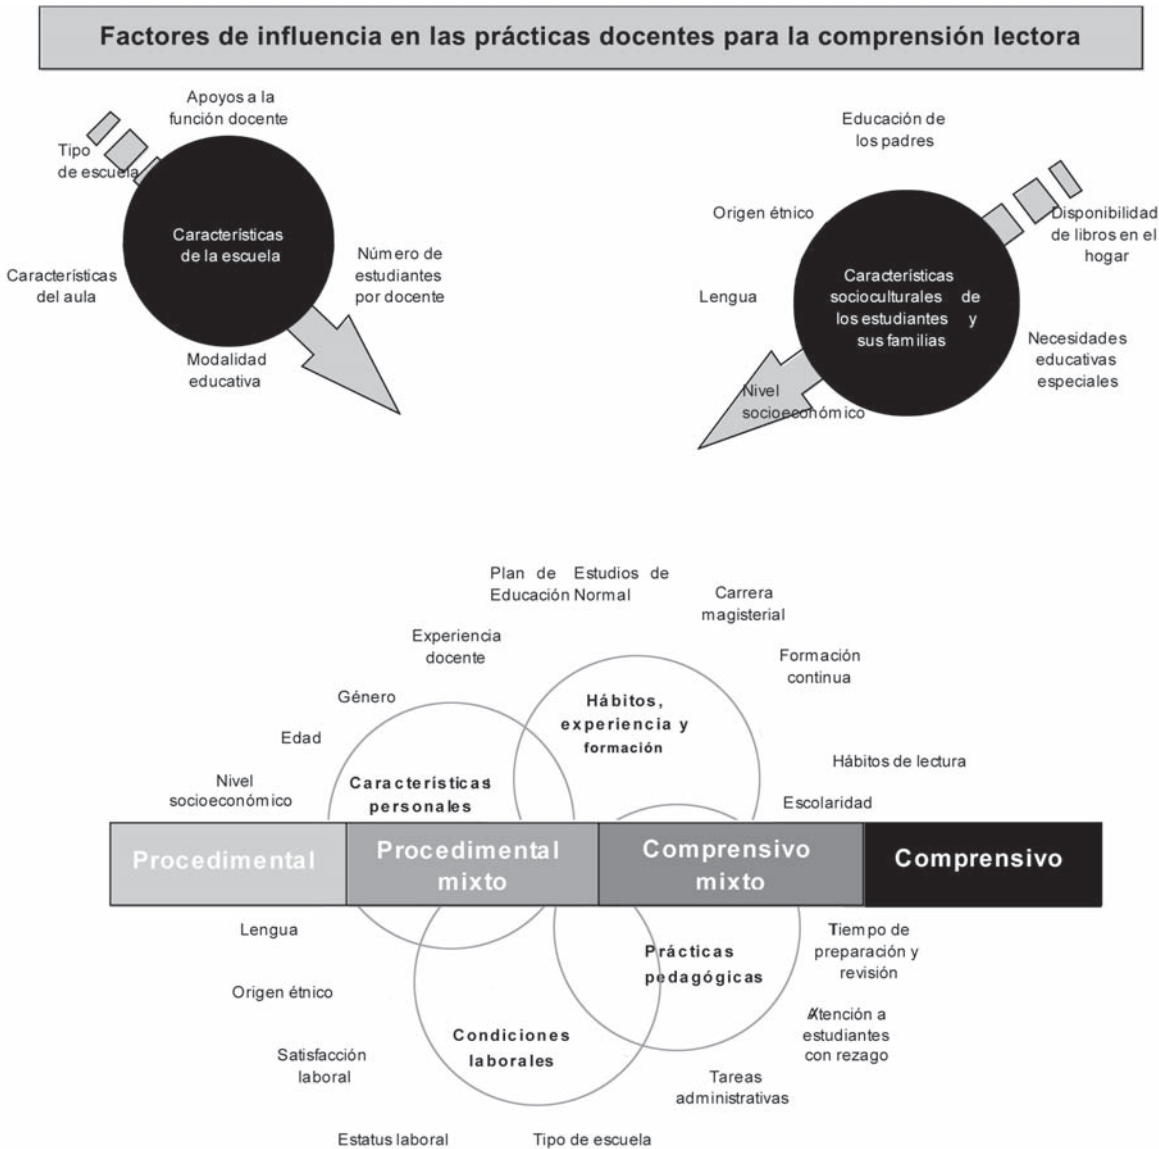 Factores de influencia en las prácticas docentes para la comprensión lectora
Apoyos a la
función docente
Tipo
de escuela
Características
de la escuela
Número de
estudiantes
por docente
Características
del aula
Modalidad
educativa
Educación de
los padres
Origen étnico
Disponibilidad
de libros en el
hogar
Lengua
Características
socioculturales de
los estudiantes y
sus familias
Necesidades
educativas
especiales
Nivel
socioeconómico
Plan de Estudios de
Educación Normal
Carrera
magisterial
Experiencia
docente
Formación
continua
Género
Hábitos,
experiencia y
formación
Edad
Hábitos de lectura
Nivel
socioeconómico
Características
personales
Escolaridad
Procedimental
Procedimental
mixto
Comprensivo
mixto
Comprensivo
Lengua
Tiempo de
preparación y
revisión
Prácticas
pedagógicas
Origen étnico
Atención a
estudiantes
con rezago
Condiciones
laborales
Satisfacción
laboral
Tareas
administrativas
Estatus laboral
Tipo de escuela